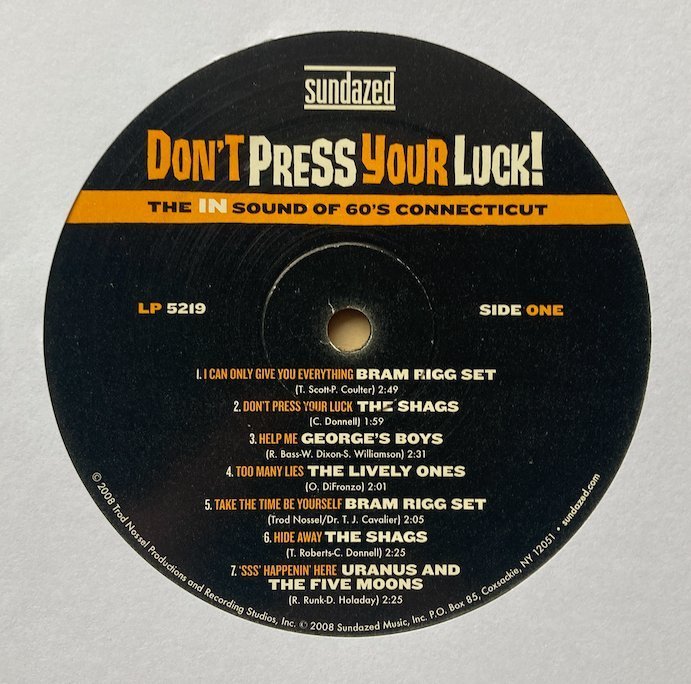 sundazed
DON'T PRESS YOUR LUCK!
THE IN SOUND OF 60'S CONNECTICUT
LP 5219
SIDE ONE
1. I CAN ONLY GIVE YOU EVERYTHING BRAM RIGG SET
(T. Scott-P. Coulter) 2:49
2. DON'T PRESS YOUR LUCK THE SHAGS
(C. Donnell) 1:59
3. HELP ME GEORGE'S BOYS
(R. Bass-W. Dixon-S. Williamson) 2:31
4. TOO MANY LIES THE LIVELY ONES
(O. DiFronzo) 2:01
5. TAKE THE TIME BE YOURSELF BRAM RIGG SET
(Trod Nossel/Dr. T. J. Cavalier) 2:05
6. HIDE AWAY THE SHAGS
(T. Roberts-C. Donnell) 2:25
7. 'SSS' HAPPENIN' HERE URANUS AND
THE FIVE MOONS
(R. Runk-D. Holaday) 2:25
© 2008 Trod Nossel Productions and Recording Studios, Inc. © 2008 Sundazed Music, Inc. P.O. Box 85, Coxsackie, NY 12051 • sundazed.com